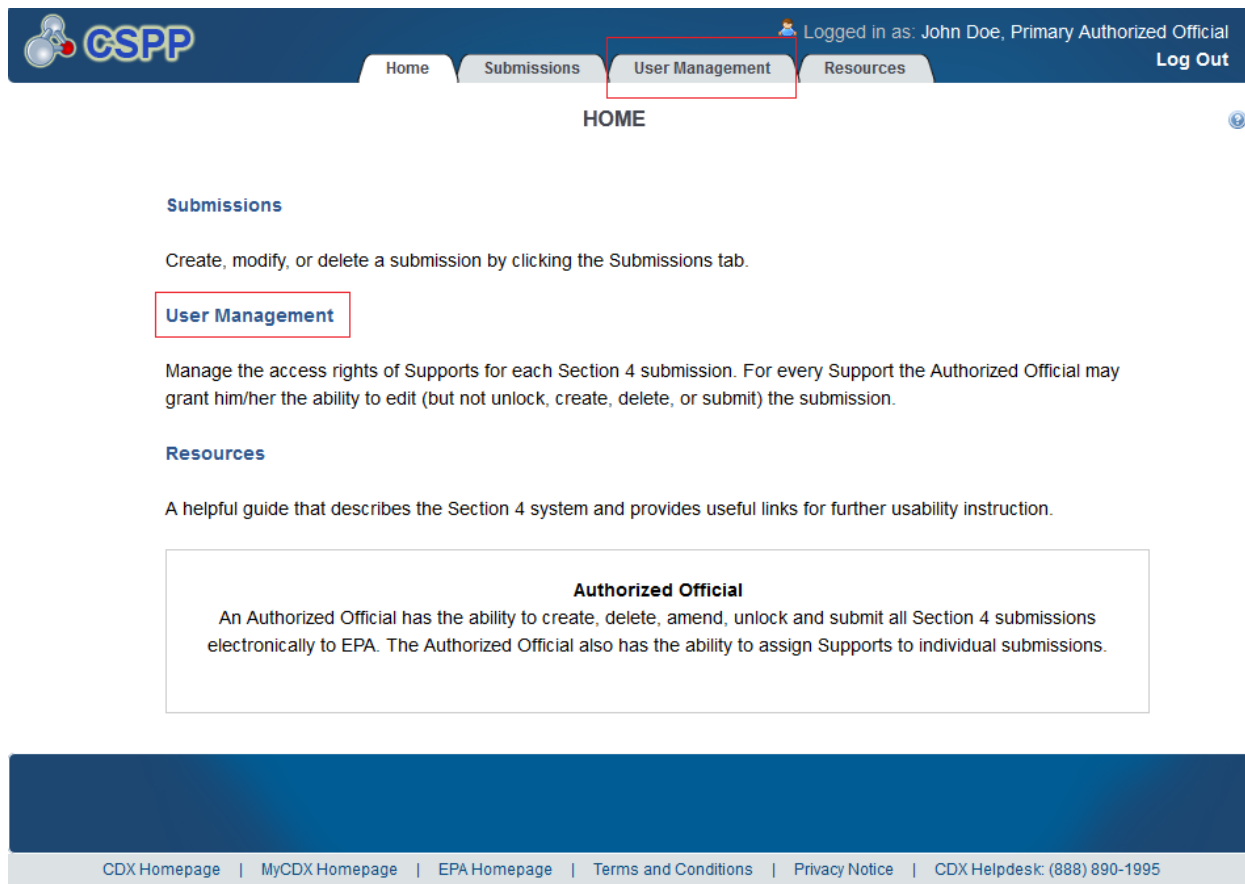 CSPP
Logged in as: John Doe, Primary Authorized Official
Log Out
Home Submissions User Management Resources
HOME
Submissions
Create, modify, or delete a submission by clicking the Submissions tab.
User Management
Manage the access rights of Supports for each Section 4 submission. For every Support the Authorized Official may
grant him/her the ability to edit (but not unlock, create, delete, or submit) the submission.
Resources
A helpful guide that describes the Section 4 system and provides useful links for further usability instruction.
Authorized Official
An Authorized Official has the ability to create, delete, amend, unlock and submit all Section 4 submissions
electronically to EPA. The Authorized Official also has the ability to assign Supports to individual submissions.
CDX Homepage | MyCDX Homepage | EPA Homepage | Terms and Conditions | Privacy Notice | CDX Helpdesk: (888) 890-1995